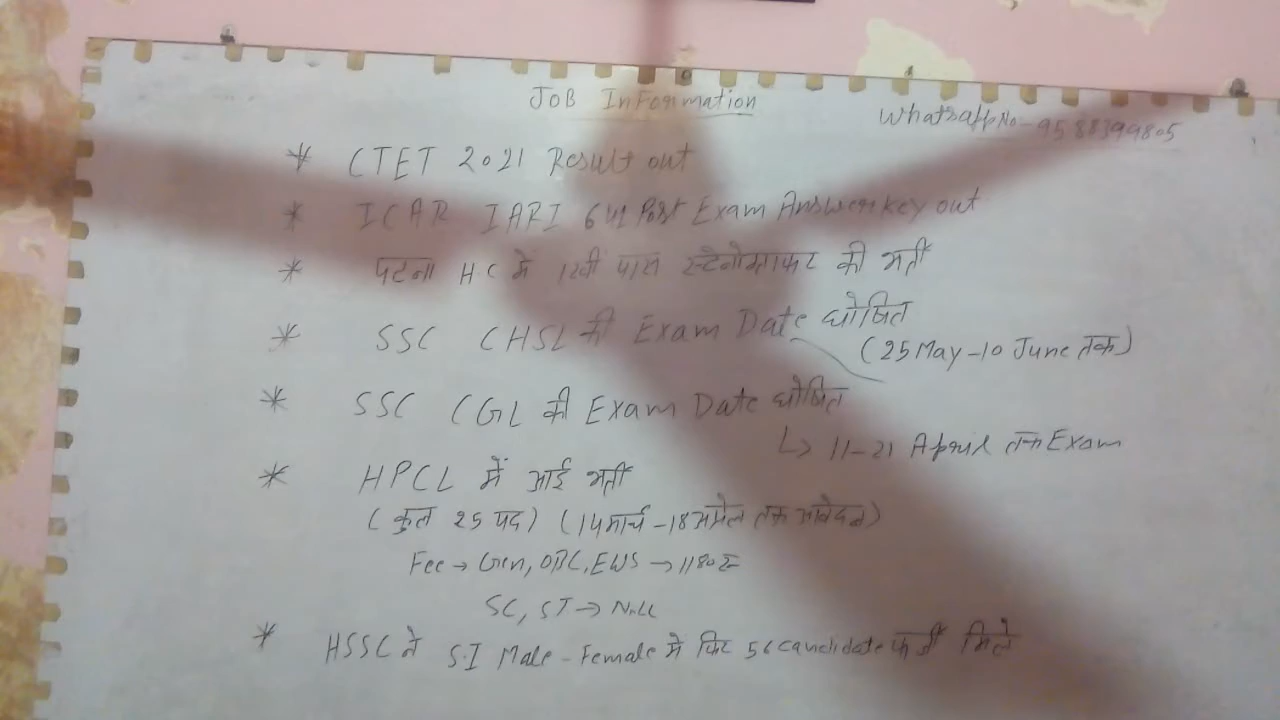 JOB Information
Whatsapp No - 9588399805
* CTET 2021 Result out
* ICAR IARI 641 Post Exam Answer key out
* पटना HC में 12वीं पास स्टैनोग्राफर की भर्ती
* SSC CHSL की Exam Date घोषित
(25 May - 10 June तक)
* SSC CGL की Exam Date घोषित
↳ 11-21 April तक Exam
* HPCL में आई भर्ती
(कुल 25 पद) (14 मार्च - 18 अप्रैल तक आवेदन)
Fee → Gen, OBC, EWS → 1180 रु
SC, ST → Null
* HSSC ने S.I Male - Female में फिर candidate फर्जी मिले